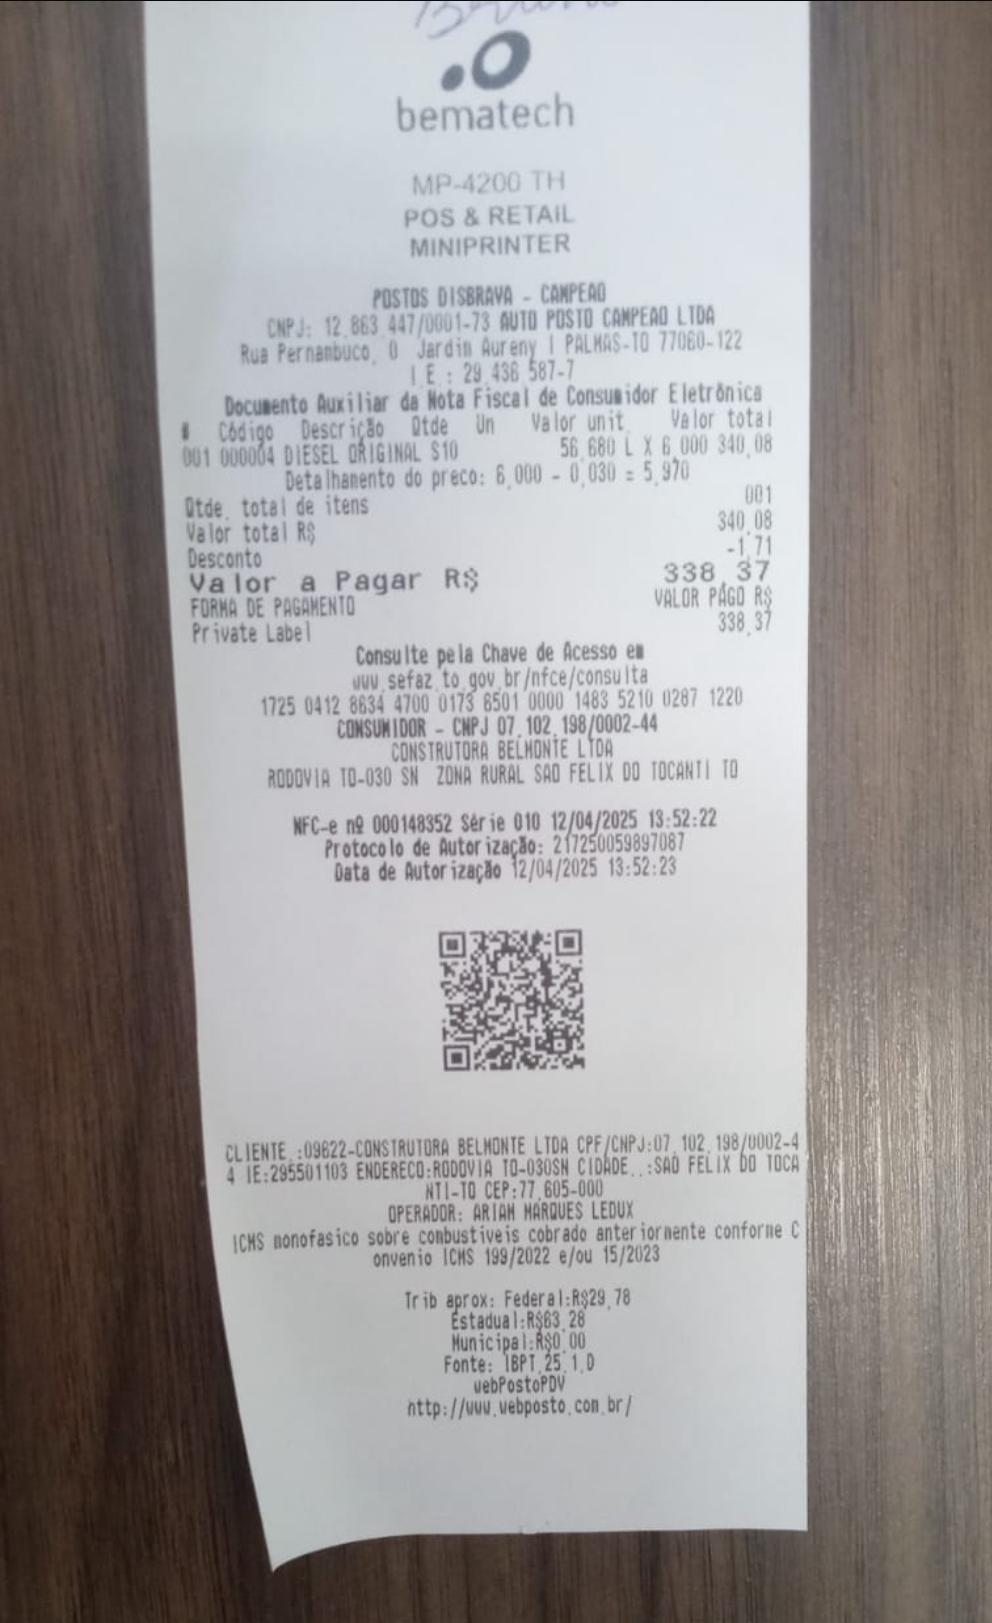 bematech
MP-4200 TH
POS & RETAIL
MINIPRINTER
POSTOS DISBRAVA - CAMPEAO
CNPJ: 12.863.447/0001-73 AUTO POSTO CAMPEAO LTDA
Rua Pernambuco, 0 Jardin Aureny I PALMAS-TO 77060-122
I.E.: 29.436.587-7
Documento Auxiliar da Nota Fiscal de Consumidor Eletrônica
# Código Descrição Qtde Un Valor unit. Valor total
001 000004 DIESEL ORIGINAL S10 56,680 L X 6,000 340,08
Detalhamento do preco: 6,000 - 0,030 = 5,970
Qtde. total de itens 001
Valor total R$ 340,08
Desconto -1,71
Valor a Pagar R$ 338,37
FORMA DE PAGAMENTO VALOR PAGO R$
Private Label 338,37
Consulte pela Chave de Acesso em
www.sefaz.to.gov.br/nfce/consulta
1725 0412 8634 4700 0173 6501 0000 1483 5210 0287 1220
CONSUMIDOR - CNPJ 07.102.198/0002-44
CONSTRUTORA BELMONTE LTDA
RODOVIA TO-030 SN ZONA RURAL SAO FELIX DO TOCANTI TO
NFC-e nº 000148352 Série 010 12/04/2025 13:52:22
Protocolo de Autorização: 217250059897087
Data de Autorização 12/04/2025 13:52:23
CLIENTE.:09622-CONSTRUTORA BELMONTE LTDA CPF/CNPJ:07.102.198/0002-4
4 IE:295501103 ENDERECO:RODOVIA TO-030SN CIDADE..:SAO FELIX DO TOCA
NTI-TO CEP:77.605-000
OPERADOR: ARIAM MARQUES LEDUX
ICMS monofasico sobre combustiveis cobrado anteriormente conforme C
onvenio ICMS 199/2022 e/ou 15/2023
Trib aprox: Federal:R$29,78
Estadual:R$63,28
Municipal:R$0,00
Fonte: IBPT.25.1.D
webPostoPDV
http://www.webposto.com.br/